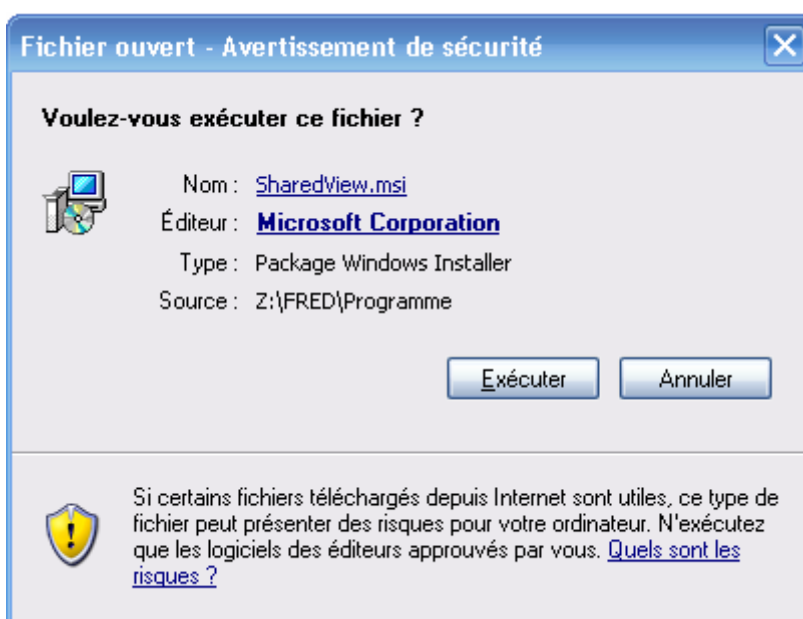 Fichier ouvert - Avertissement de sécurité
Voulez-vous exécuter ce fichier ?
Nom : SharedView.msi
Éditeur : Microsoft Corporation
Type : Package Windows Installer
Source : Z:\FRED\Programme
Exécuter Annuler
Si certains fichiers téléchargés depuis Internet sont utiles, ce type de
fichier peut présenter des risques pour votre ordinateur. N'exécutez
que les logiciels des éditeurs approuvés par vous. Quels sont les
risques ?